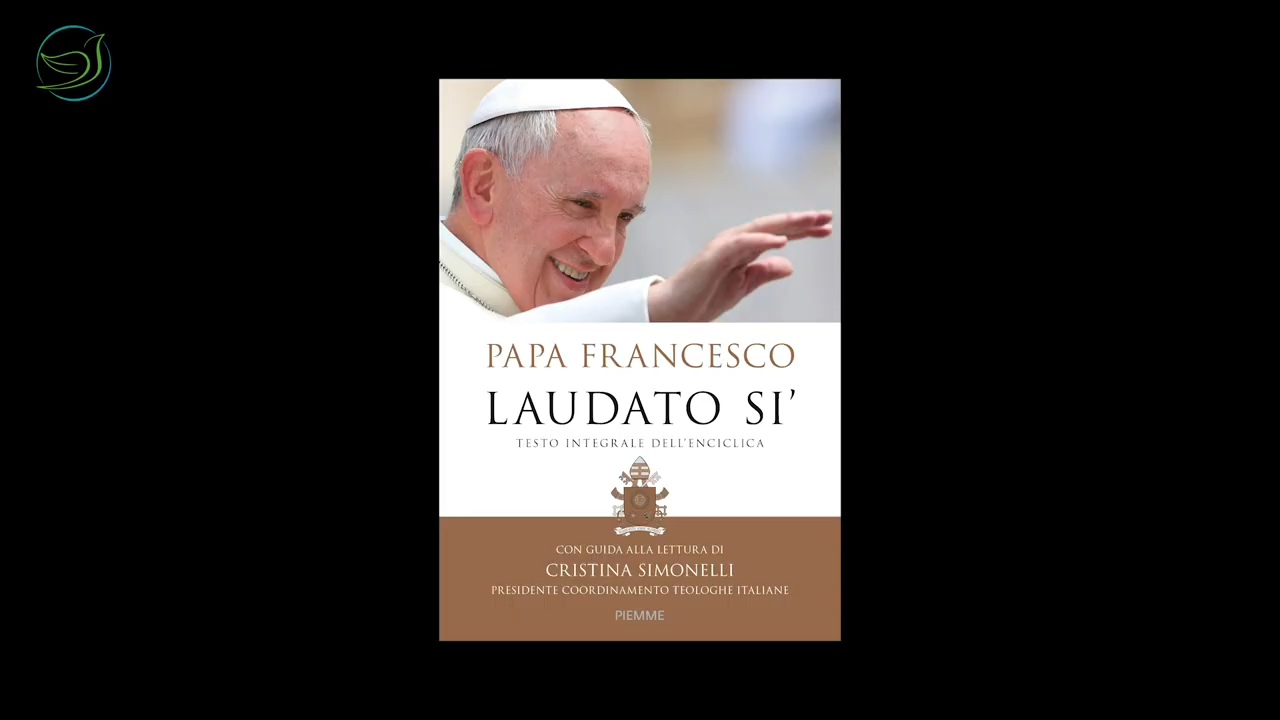 PAPA FRANCESCO
LAUDATO SI’
TESTO INTEGRALE DELL’ENCICLICA
CON GUIDA ALLA LETTURA DI
CRISTINA SIMONELLI
PRESIDENTE COORDINAMENTO TEOLOGHE ITALIANE
PIEMME